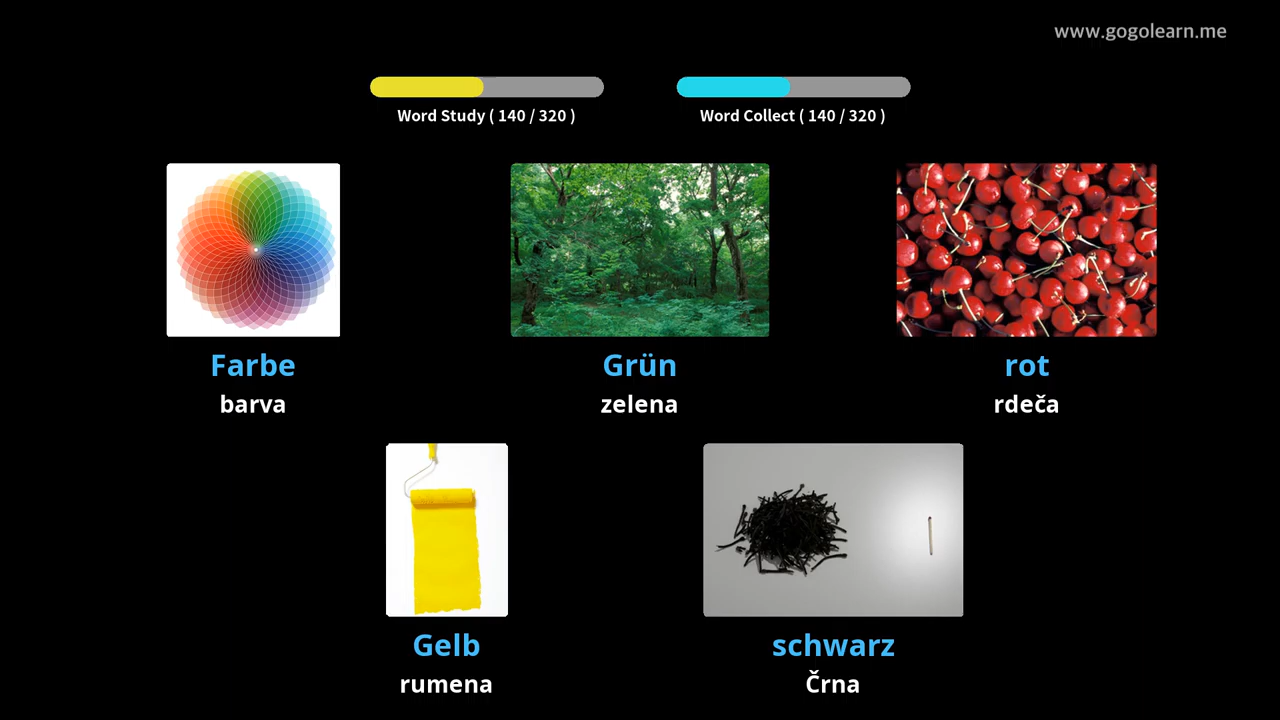 www.gogolearn.me
Word Study ( 140 / 320 )
Word Collect ( 140 / 320 )
Farbe
barva
Grün
zelena
rot
rdeča
Gelb
rumena
schwarz
Črna